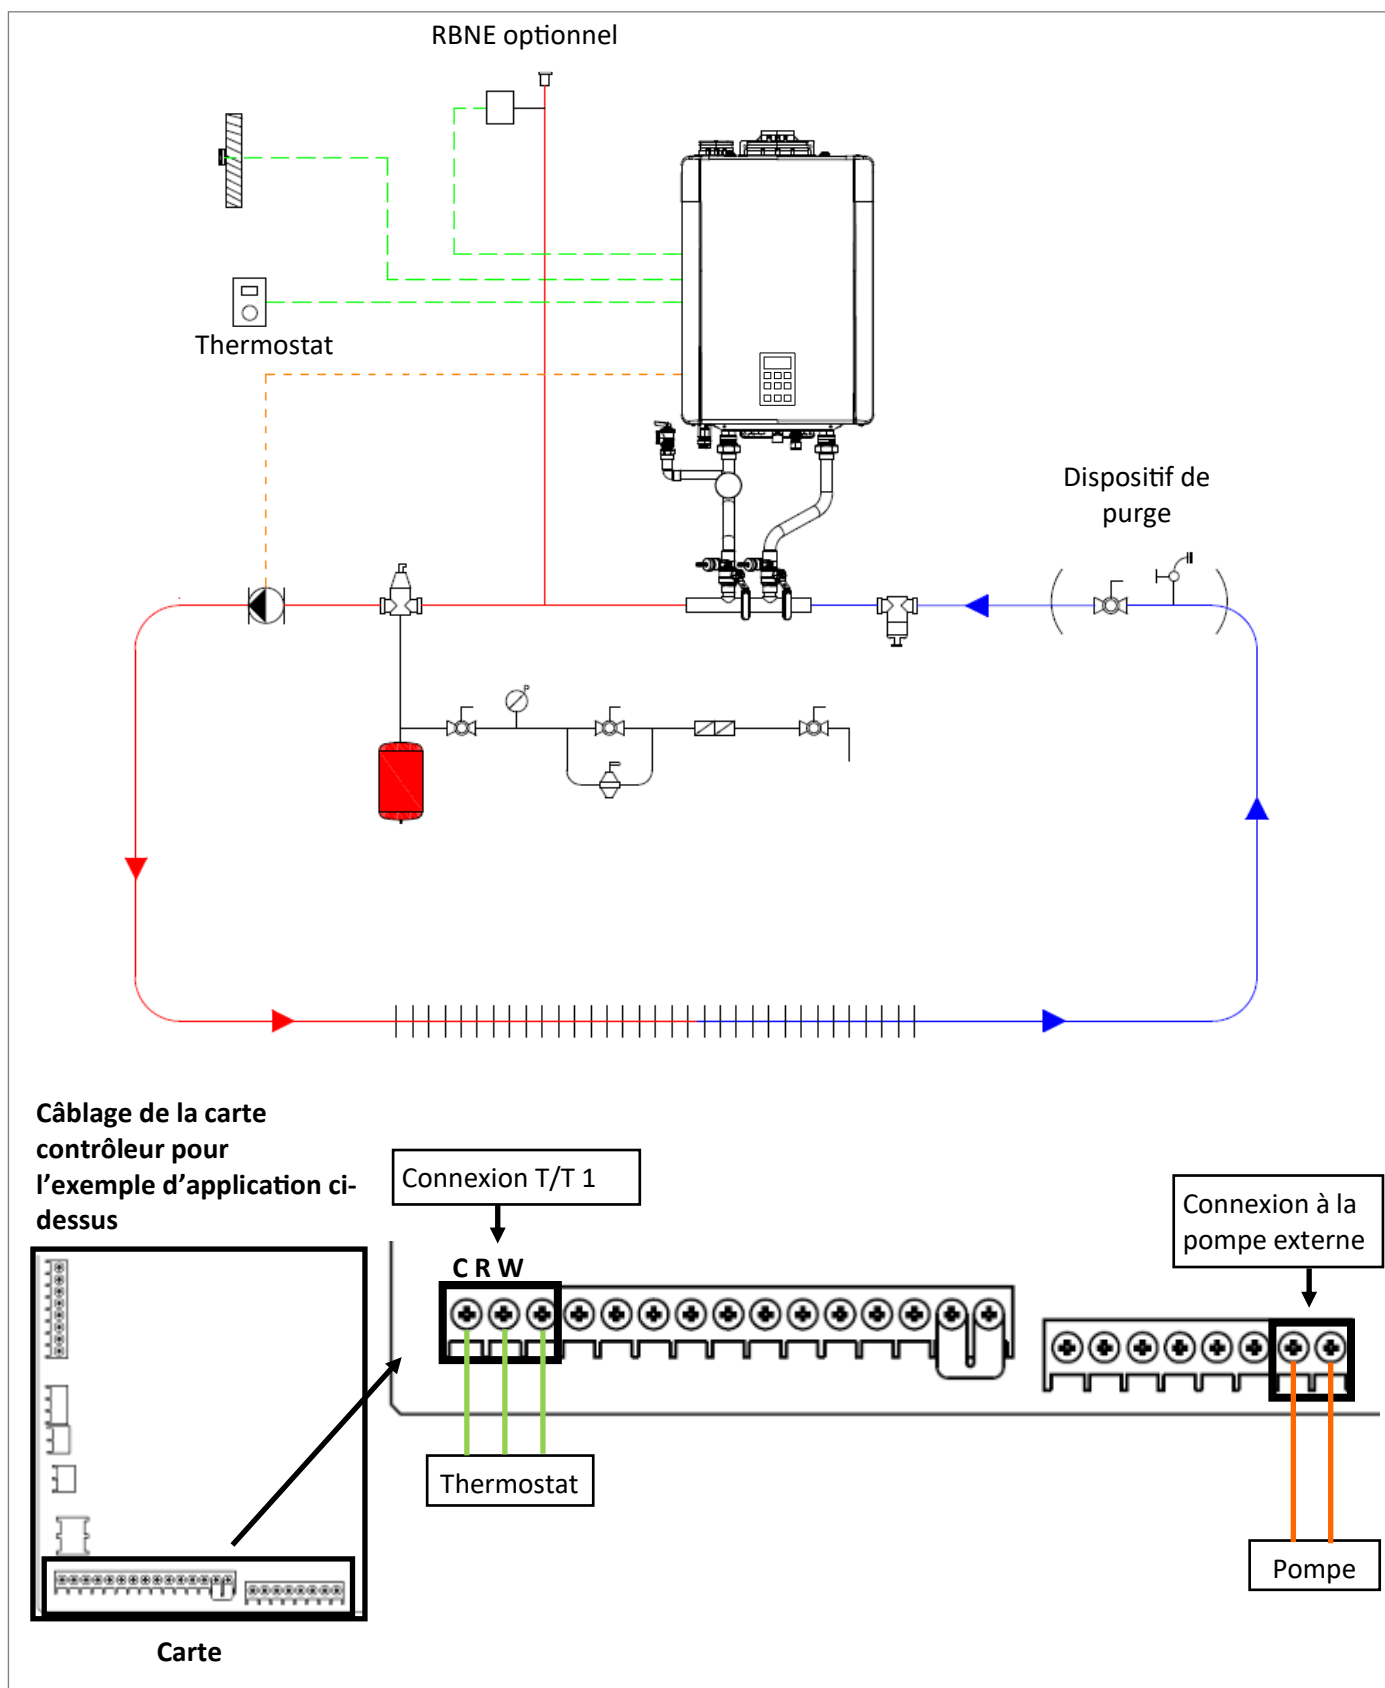 RBNE optionnel
Thermostat
Dispositif de
purge
Câblage de la carte
contrôleur pour
l’exemple d’application ci-
dessus
Connexion T/T 1
Connexion à la
pompe externe
C R W
Thermostat
Pompe
Carte